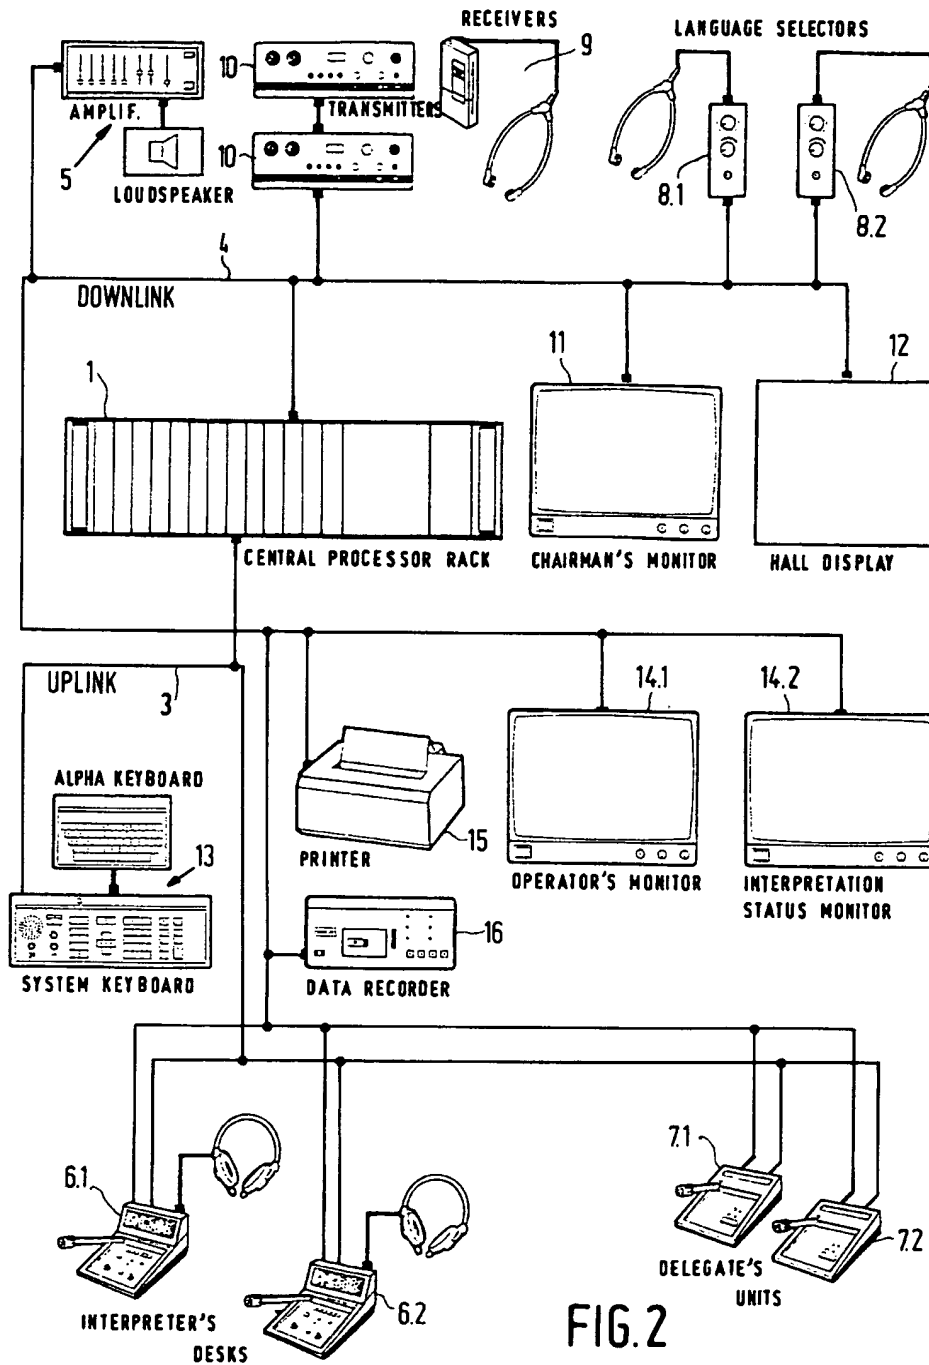 RECEIVERS
LANGUAGE SELECTORS
9
10
AMPLIF.
TRANSMITTERS
5
10
LOUDSPEAKER
8.1
8.2
4
DOWNLINK
1
11
12
CENTRAL PROCESSOR RACK
CHAIRMAN'S MONITOR
HALL DISPLAY
UPLINK
3
14.1
14.2
ALPHA KEYBOARD
13
15
PRINTER
OPERATOR'S MONITOR
INTERPRETATION
STATUS MONITOR
16
SYSTEM KEYBOARD
DATA RECORDER
6.1
7.1
7.2
DELEGATE'S
UNITS
6.2
INTERPRETER'S
DESKS
FIG.2